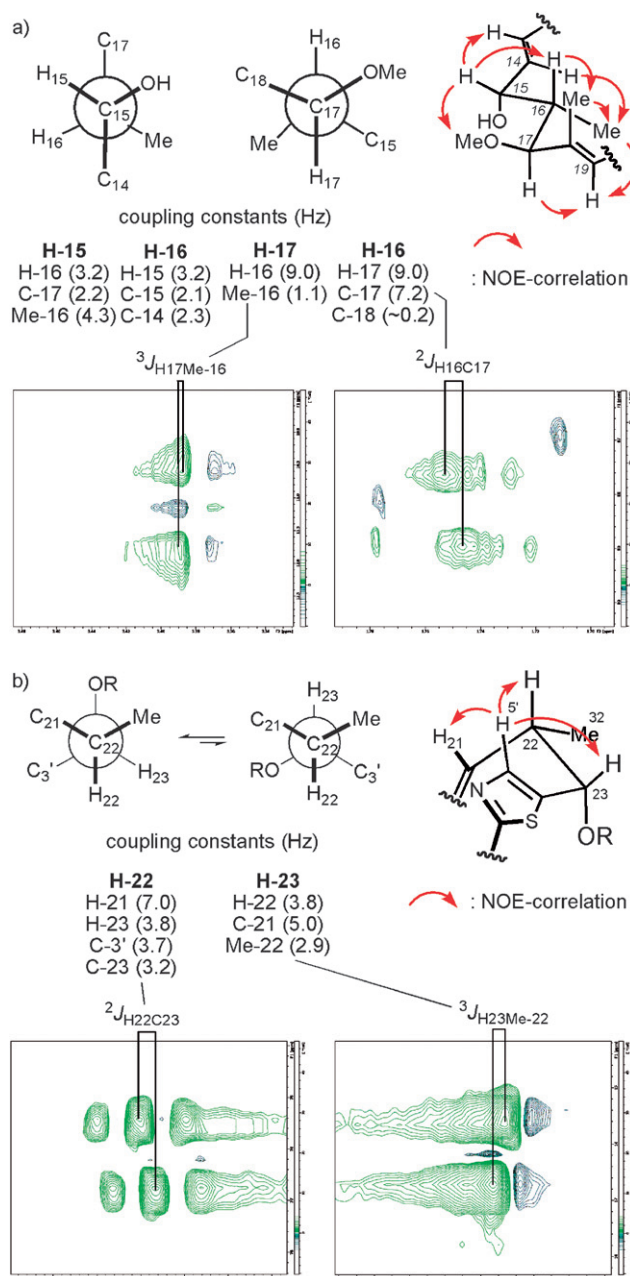 a)
C17
H15
OH
C15
H16
Me
C14
H16
C18
OMe
C17
Me
C15
H17
H
H
H
14
H
15
16
Me
HO
Me
MeO
17
19
H
H
coupling constants (Hz)
H-15 H-16 H-17 H-16
H-16 (3.2) H-15 (3.2) H-16 (9.0) H-17 (9.0)
C-17 (2.2) C-15 (2.1) Me-16 (1.1) C-17 (7.2)
Me-16 (4.3) C-14 (2.3) C-18 (~0.2)
: NOE-correlation
3JH17Me-16
2JH16C17
b)
OR
C21
Me
C22
C3'
H23
H22
H23
C21
Me
C22
RO
C3'
H22
H
H
5'
32
H
21
22
Me
H
23
N
S
OR
coupling constants (Hz)
H-22 H-23
H-21 (7.0) H-22 (3.8)
H-23 (3.8) C-21 (5.0)
C-3' (3.7) Me-22 (2.9)
C-23 (3.2)
: NOE-correlation
2JH22C23
3JH23Me-22